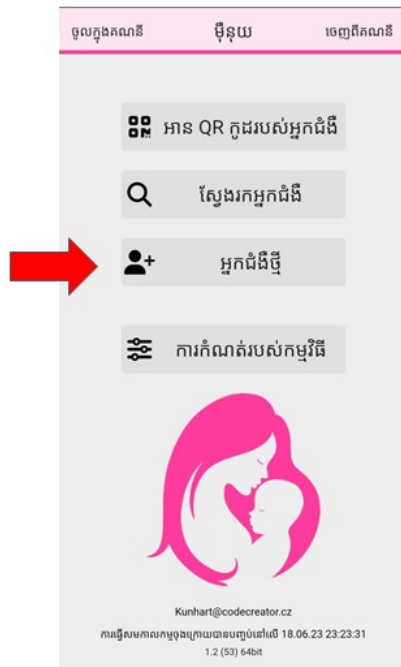 ចូលក្នុងគណនី ម៉ឺនុយ ចេញពីគណនី
អាន QR កូដរបស់អ្នកជំងឺ
ស្វែងរកអ្នកជំងឺ
អ្នកជំងឺថ្មី
ការកំណត់របស់កម្មវិធី
Kunhart@codecreator.cz
ការធ្វើសមកាលកម្មចុងក្រោយបានបញ្ចប់នៅលើ 18.06.23 23:23:31
1.2 (53) 64bit